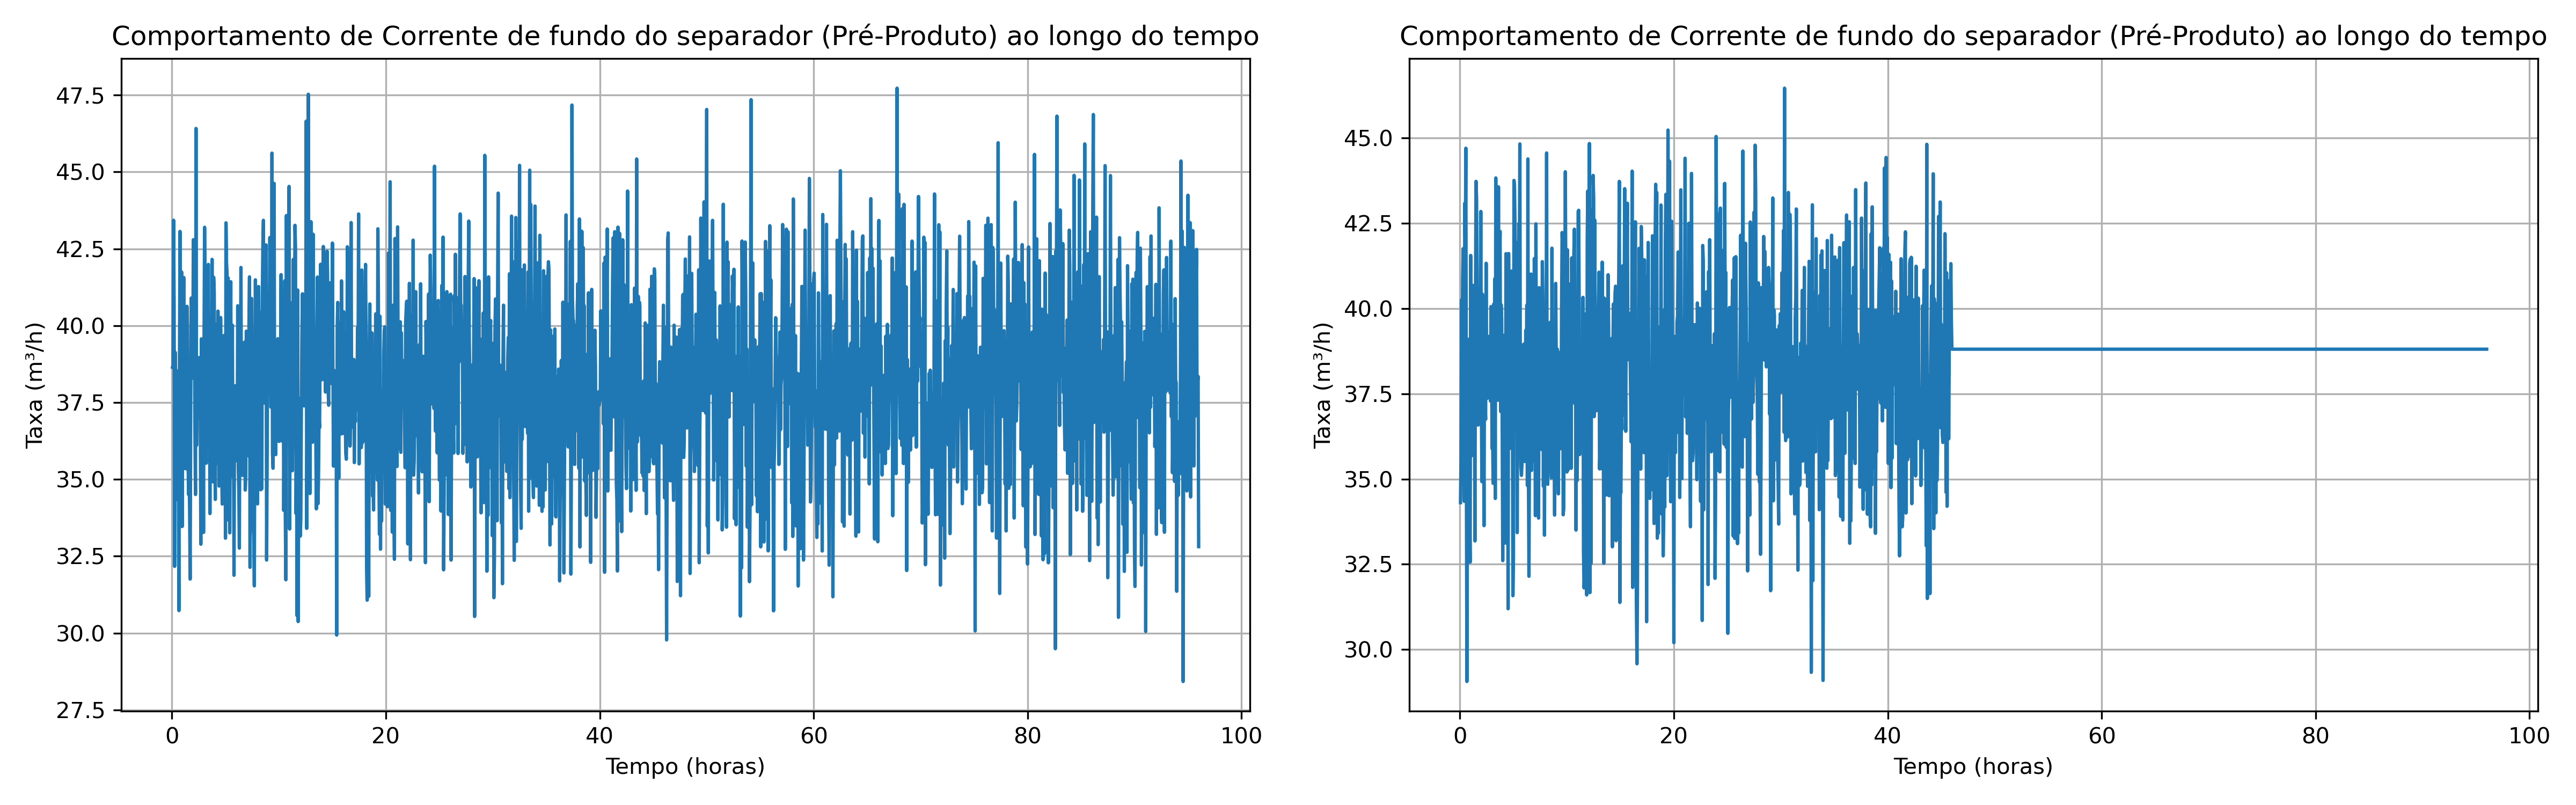 Comportamento de Corrente de fundo do separador (Pré-Produto) ao longo do tempo
47.5
45.0
42.5
40.0
37.5
35.0
32.5
30.0
27.5
Taxa (m³/h)
0 20 40 60 80 100
Tempo (horas)
Comportamento de Corrente de fundo do separador (Pré-Produto) ao longo do tempo
45.0
42.5
40.0
37.5
35.0
32.5
30.0
Taxa (m³/h)
0 20 40 60 80 100
Tempo (horas)